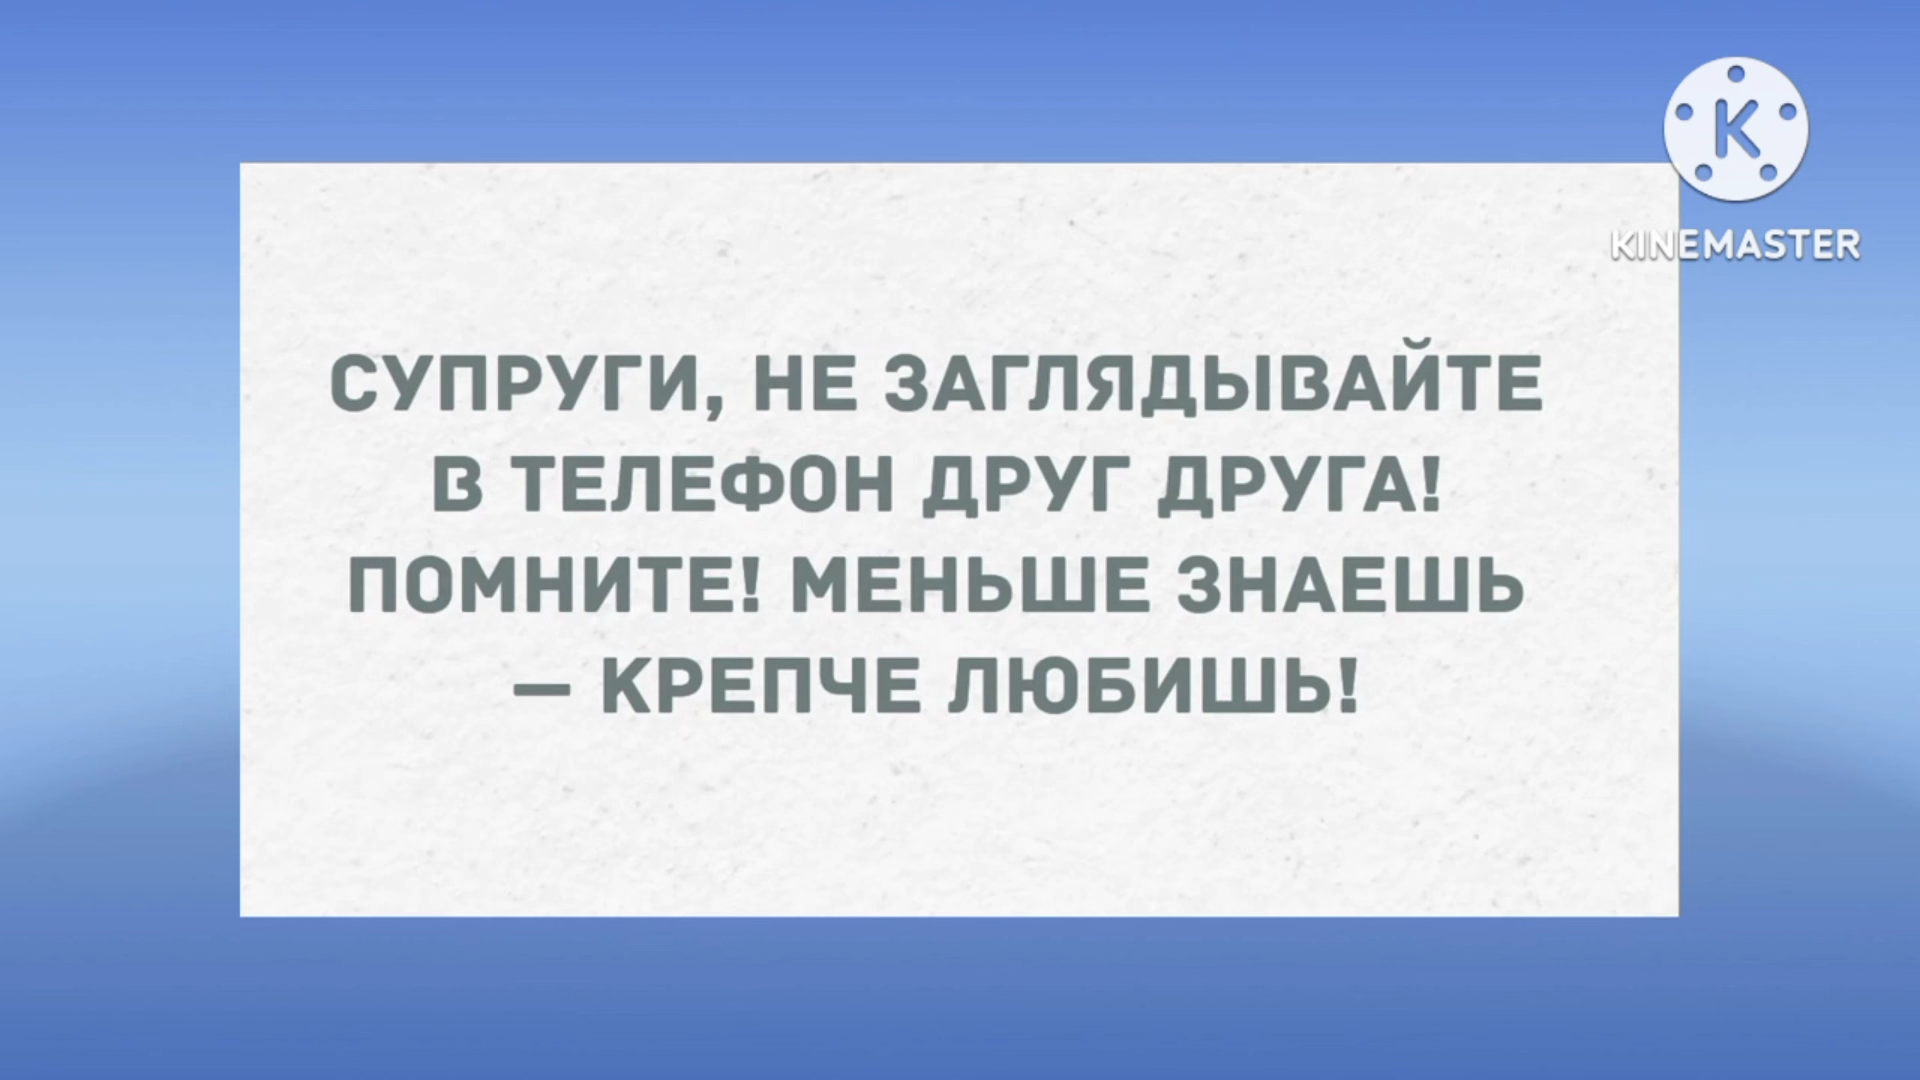 K
KINEMASTER
СУПРУГИ, НЕ ЗАГЛЯДЫВАЙТЕ
В ТЕЛЕФОН ДРУГ ДРУГА!
ПОМНИТЕ! МЕНЬШЕ ЗНАЕШЬ
— КРЕПЧЕ ЛЮБИШЬ!